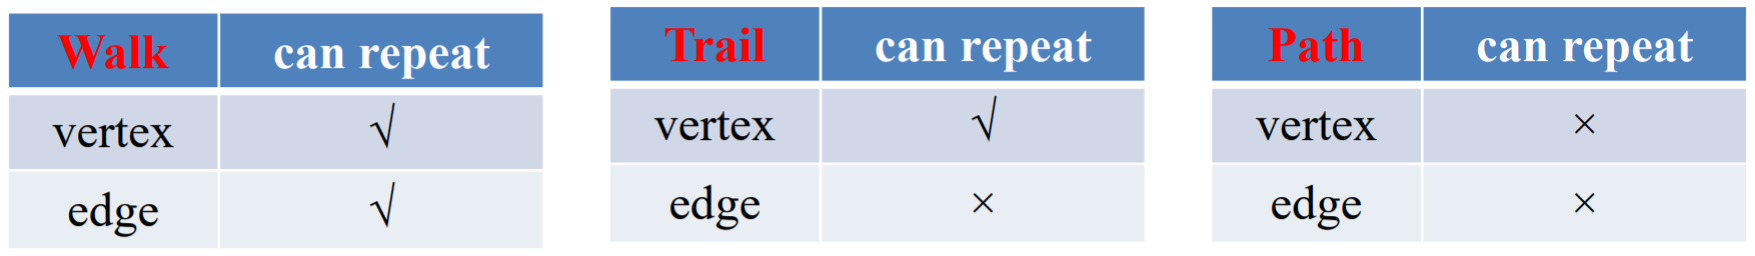 Walk can repeat
vertex √
edge √
Trail can repeat
vertex √
edge ×
Path can repeat
vertex ×
edge ×